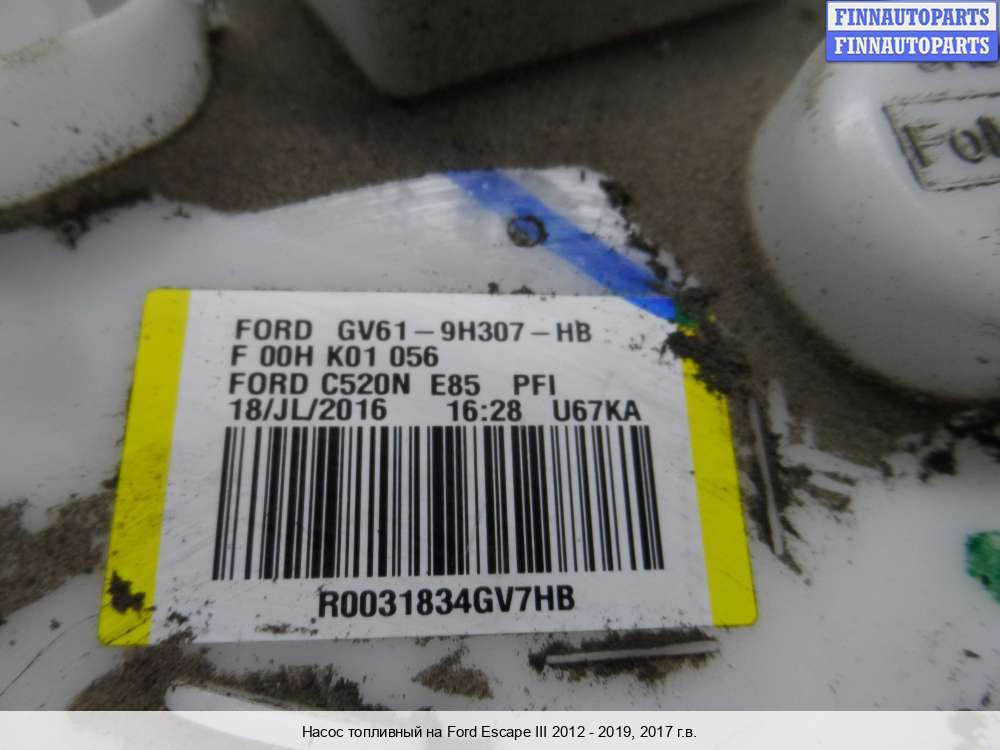 FINNAUTOPARTS
FINNAUTOPARTS
FORD GV61-9H307-HB
F 00H K01 056
FORD C520N E85 PFI
18/JL/2016 16:28 U67KA
R0031834GV7HB
Насос топливный на Ford Escape III 2012 - 2019, 2017 г.в.